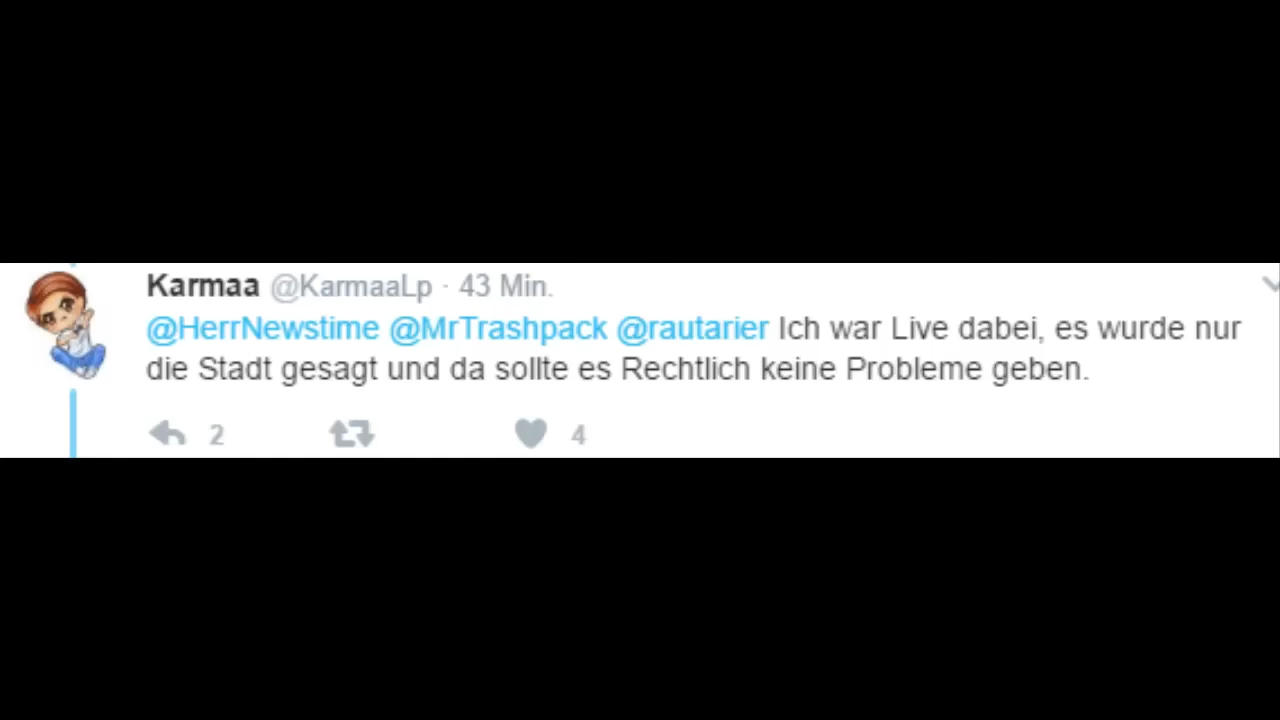 Karmaa @KarmaaLp · 43 Min.
@HerrNewstime @MrTrashpack @rautarier Ich war Live dabei, es wurde nur
die Stadt gesagt und da sollte es Rechtlich keine Probleme geben.
2 4